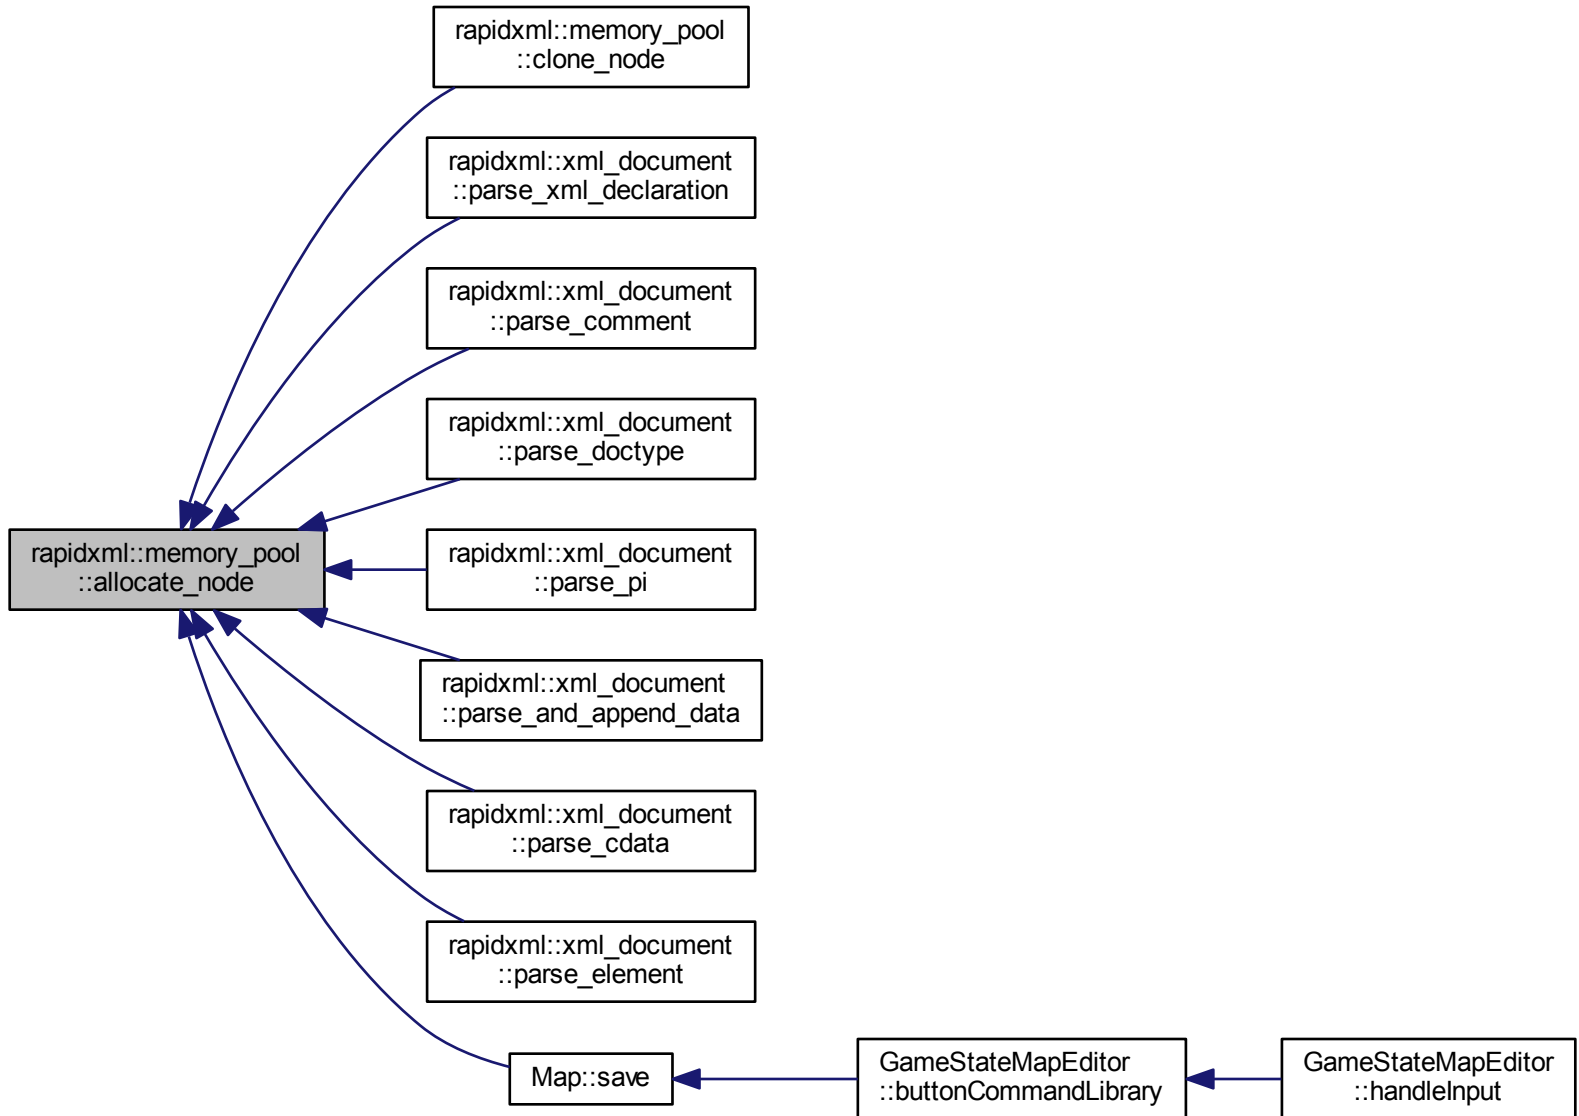 rapidxml::memory_pool
::clone_node
rapidxml::xml_document
::parse_xml_declaration
rapidxml::xml_document
::parse_comment
rapidxml::xml_document
::parse_doctype
rapidxml::memory_pool
::allocate_node
rapidxml::xml_document
::parse_pi
rapidxml::xml_document
::parse_and_append_data
rapidxml::xml_document
::parse_cdata
rapidxml::xml_document
::parse_element
Map::save
GameStateMapEditor
::buttonCommandLibrary
GameStateMapEditor
::handleInput